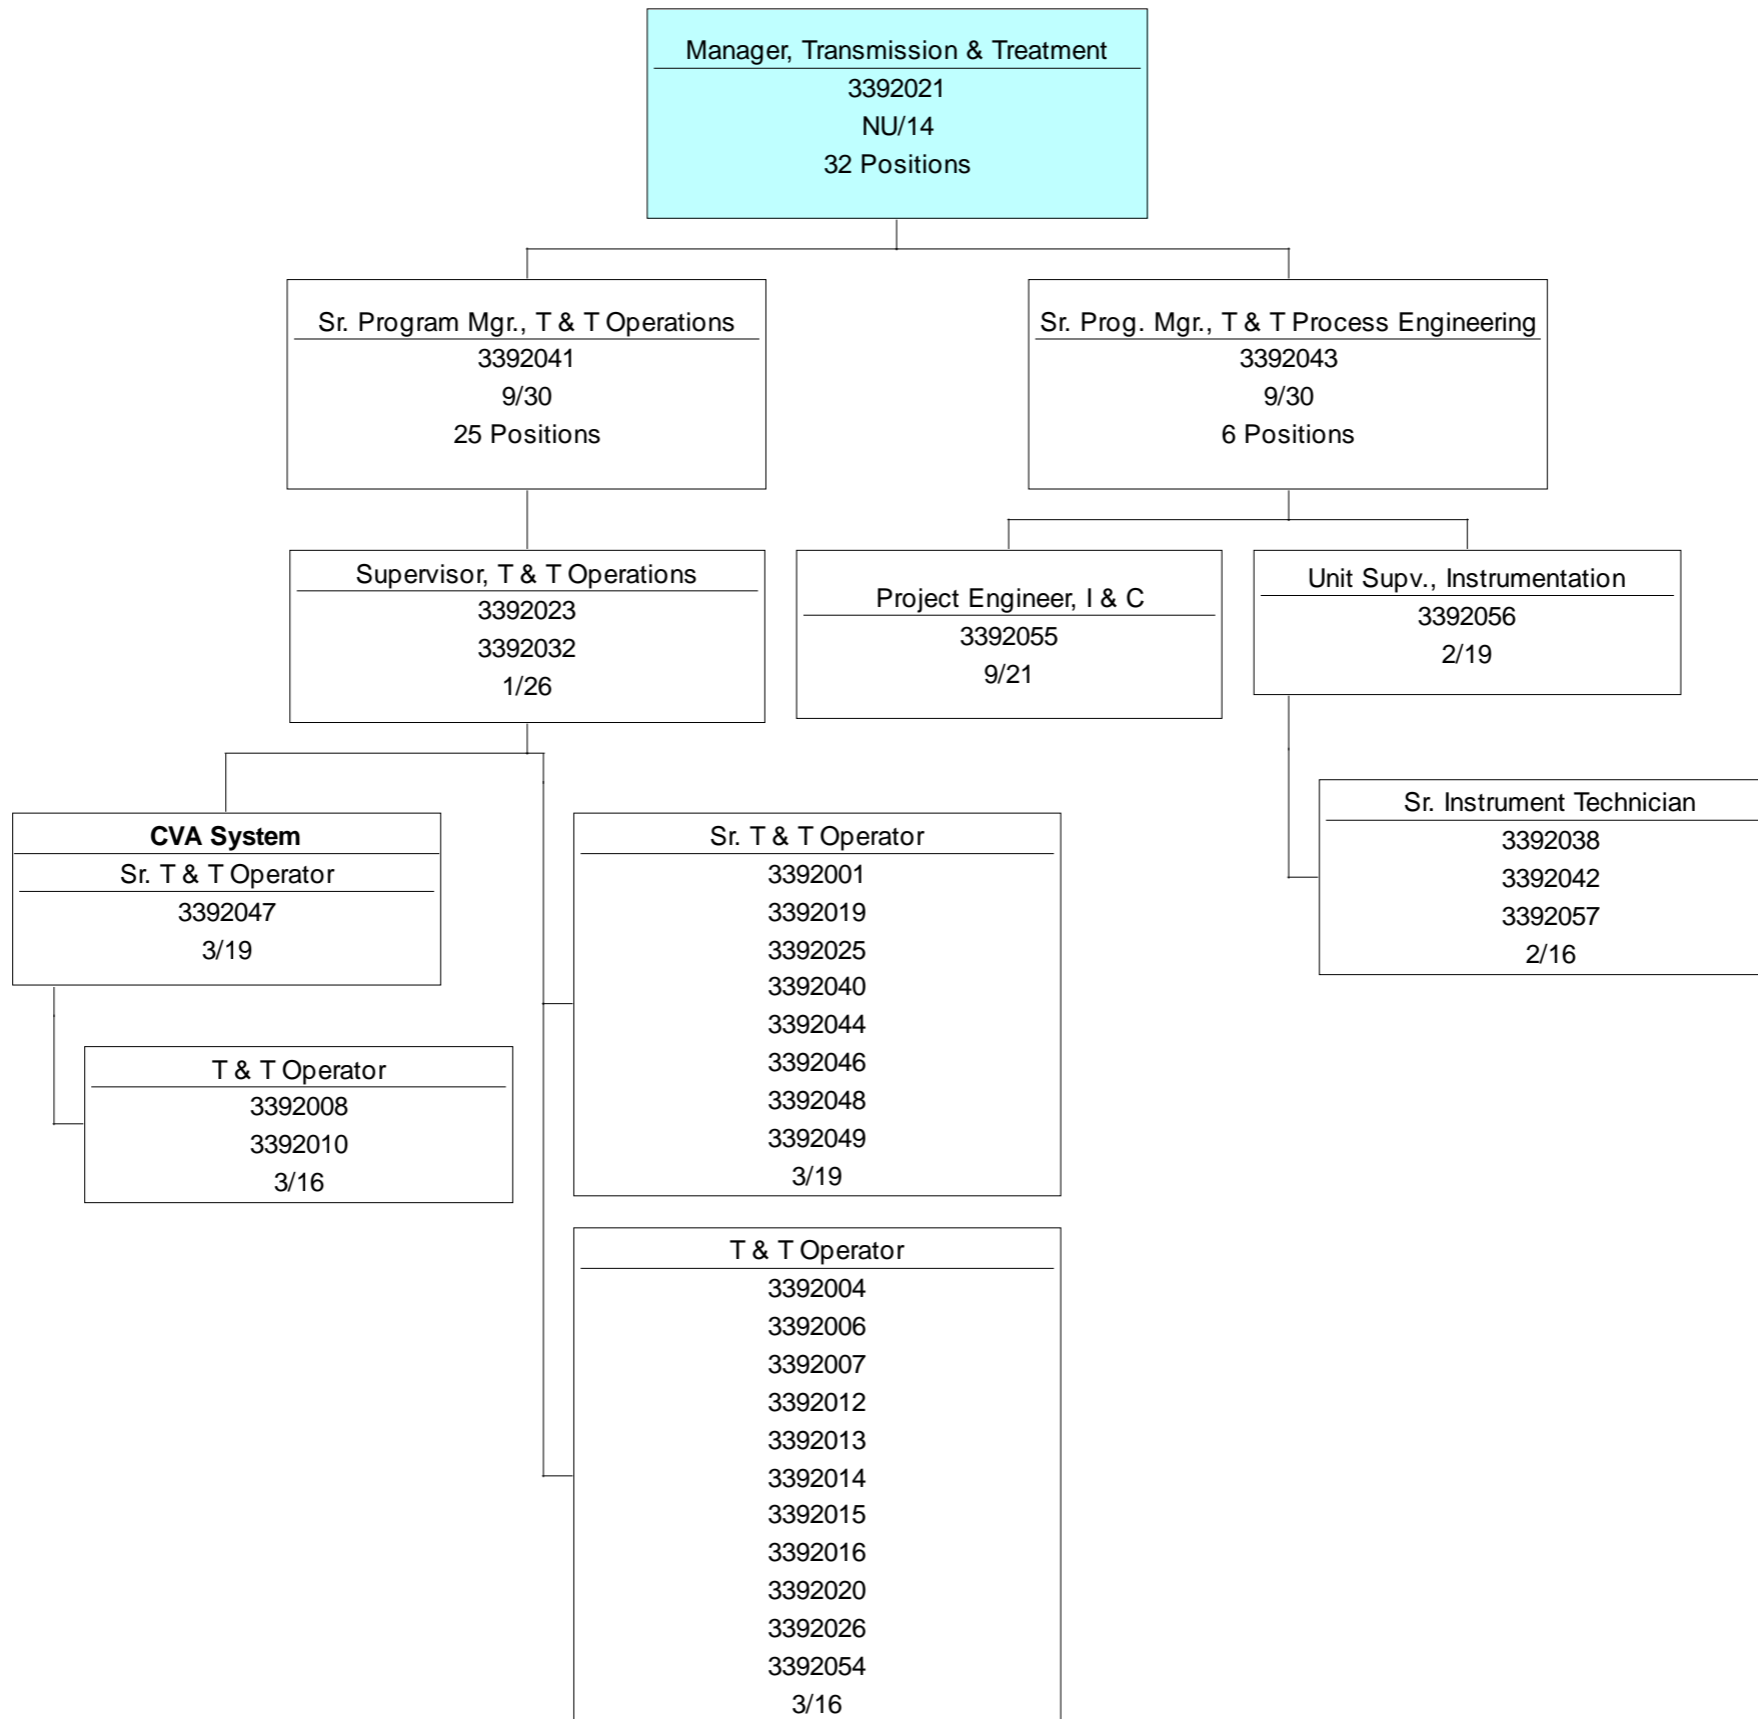 Manager, Transmission & Treatment
3392021
NU/14
32 Positions
Sr. Program Mgr., T & T Operations
3392041
9/30
25 Positions
Sr. Prog. Mgr., T & T Process Engineering
3392043
9/30
6 Positions
Supervisor, T & T Operations
3392023
3392032
1/26
Project Engineer, I & C
3392055
9/21
Unit Supv., Instrumentation
3392056
2/19
Sr. Instrument Technician
3392038
3392042
3392057
2/16
CVA System
Sr. T & T Operator
3392047
3/19
T & T Operator
3392008
3392010
3/16
Sr. T & T Operator
3392001
3392019
3392025
3392040
3392044
3392046
3392048
3392049
3/19
T & T Operator
3392004
3392006
3392007
3392012
3392013
3392014
3392015
3392016
3392020
3392026
3392054
3/16